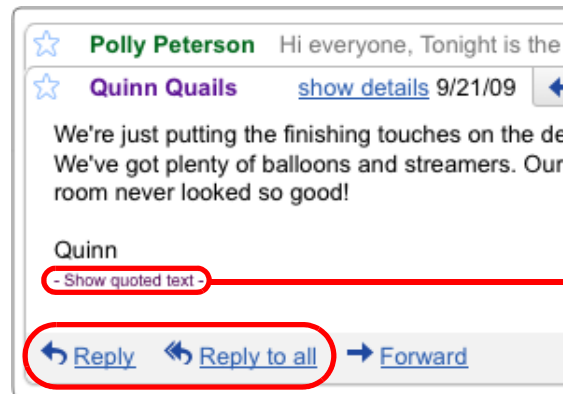 Polly Peterson Hi everyone, Tonight is the
Quinn Quails show details 9/21/09
We're just putting the finishing touches on the de
We've got plenty of balloons and streamers. Our
room never looked so good!
Quinn
- Show quoted text -
Reply Reply to all Forward